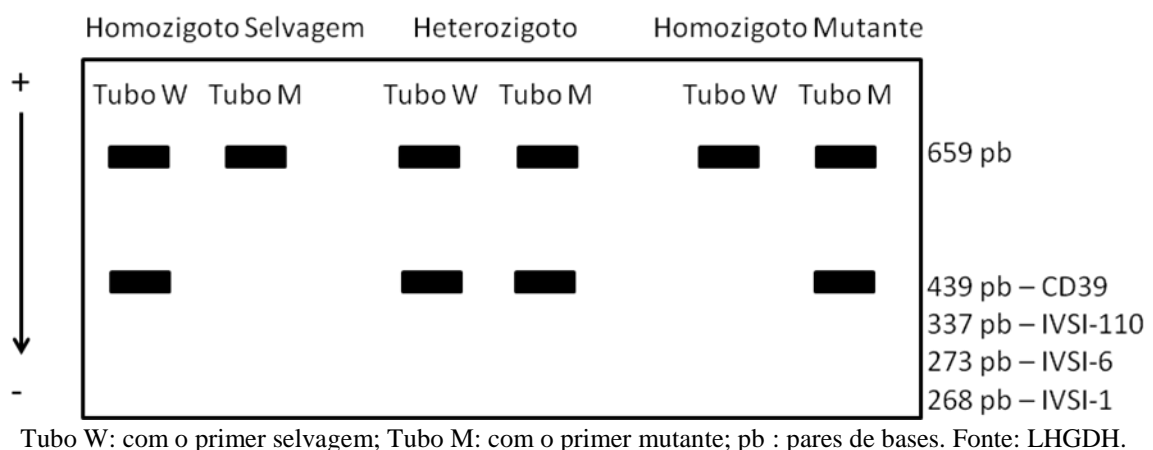 Homozigoto Selvagem Heterozigoto Homozigoto Mutante
+
Tubo W Tubo M Tubo W Tubo M Tubo W Tubo M
659 pb
439 pb – CD39
337 pb – IVSI-110
273 pb – IVSI-6
268 pb – IVSI-1
-
Tubo W: com o primer selvagem; Tubo M: com o primer mutante; pb : pares de bases. Fonte: LHGDH.